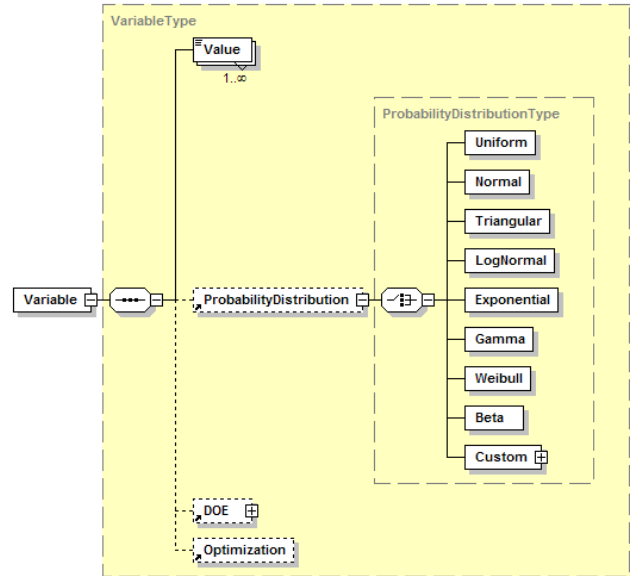 VariableType
Value
1..∞
ProbabilityDistributionType
Uniform
Normal
Triangular
LogNormal
Variable
ProbabilityDistribution
Exponential
Gamma
Weibull
Beta
Custom
DOE
Optimization